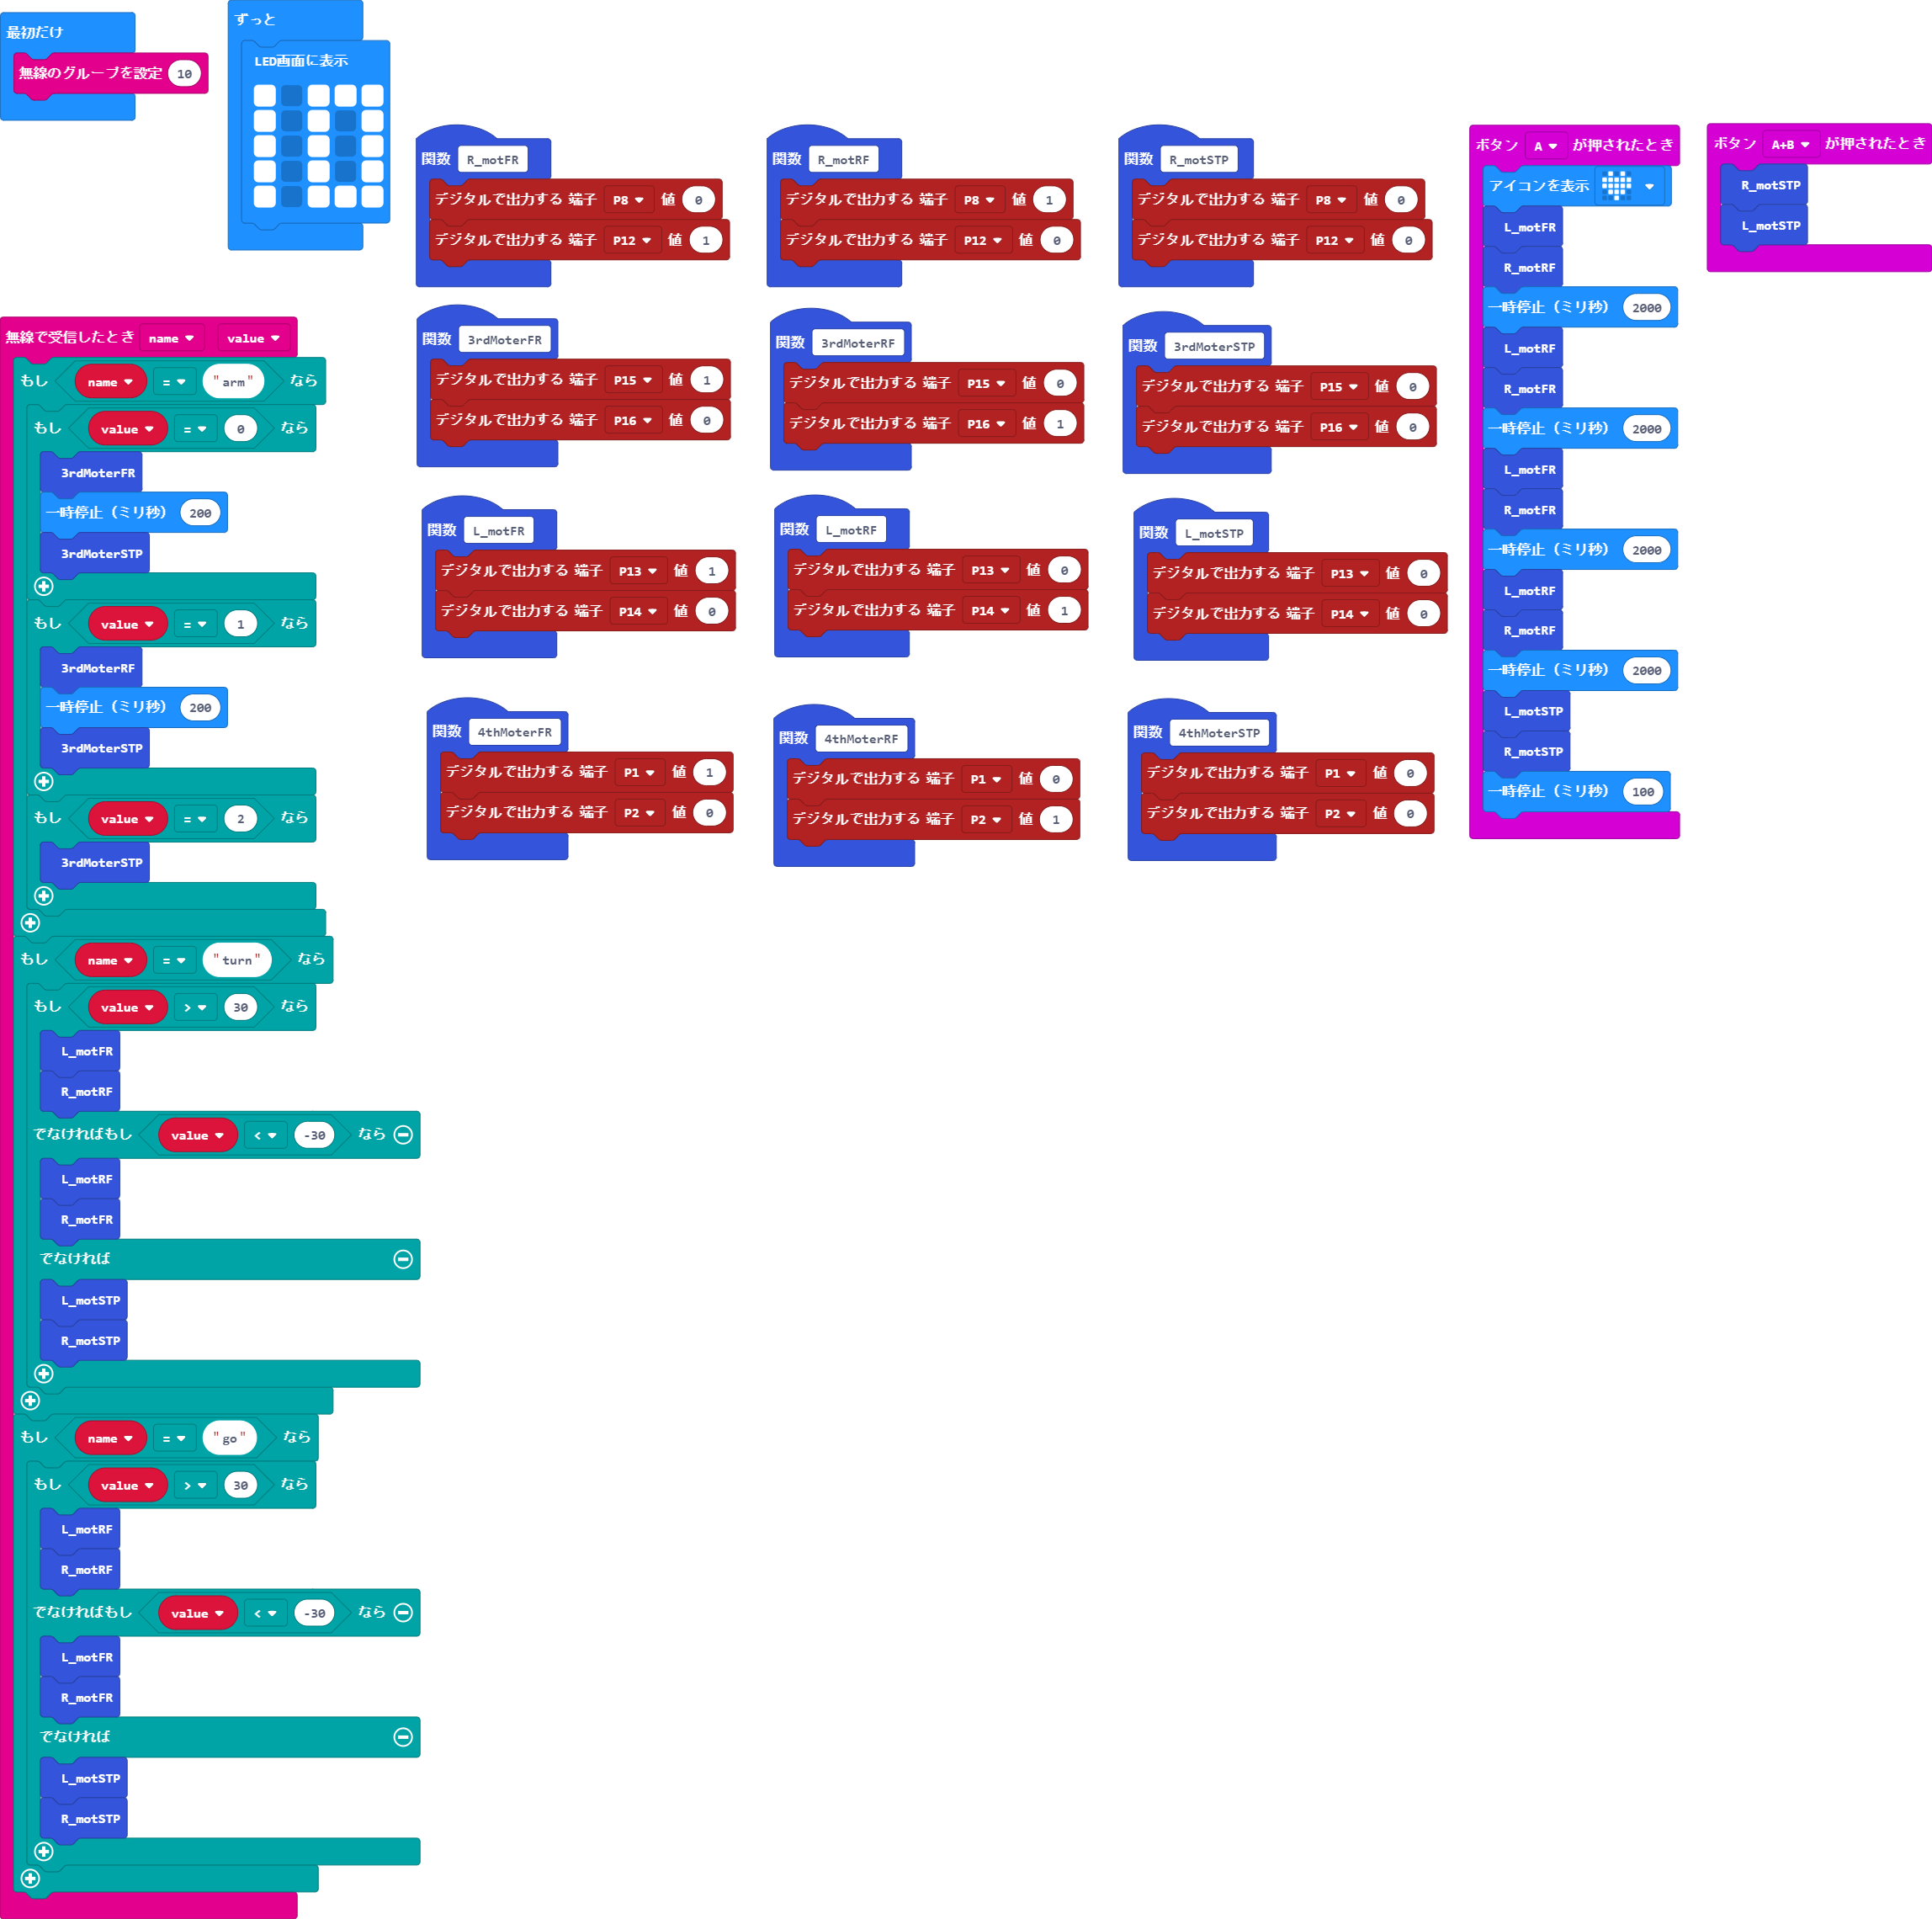 最初だけ
無線のグループを設定 10
ずっと
LED画面に表示
無線で受信したとき name value
もし name = "arm" なら
もし value = 0 なら
3rdMoterFR
一時停止（ミリ秒） 200
3rdMoterSTP
もし value = 1 なら
3rdMoterRF
一時停止（ミリ秒） 200
3rdMoterSTP
もし value = 2 なら
3rdMoterSTP
もし name = "turn" なら
もし value > 30 なら
L_motFR
R_motRF
でなければもし value < -30 なら
L_motRF
R_motFR
でなければ
L_motSTP
R_motSTP
もし name = "go" なら
もし value > 30 なら
L_motRF
R_motRF
でなければもし value < -30 なら
L_motFR
R_motFR
でなければ
L_motSTP
R_motSTP
関数 R_motFR
デジタルで出力する 端子 P8 値 0
デジタルで出力する 端子 P12 値 1
関数 R_motRF
デジタルで出力する 端子 P8 値 1
デジタルで出力する 端子 P12 値 0
関数 R_motSTP
デジタルで出力する 端子 P8 値 0
デジタルで出力する 端子 P12 値 0
関数 3rdMoterFR
デジタルで出力する 端子 P15 値 1
デジタルで出力する 端子 P16 値 0
関数 3rdMoterRF
デジタルで出力する 端子 P15 値 0
デジタルで出力する 端子 P16 値 1
関数 3rdMoterSTP
デジタルで出力する 端子 P15 値 0
デジタルで出力する 端子 P16 値 0
関数 L_motFR
デジタルで出力する 端子 P13 値 1
デジタルで出力する 端子 P14 値 0
関数 L_motRF
デジタルで出力する 端子 P13 値 0
デジタルで出力する 端子 P14 値 1
関数 L_motSTP
デジタルで出力する 端子 P13 値 0
デジタルで出力する 端子 P14 値 0
関数 4thMoterFR
デジタルで出力する 端子 P1 値 1
デジタルで出力する 端子 P2 値 0
関数 4thMoterRF
デジタルで出力する 端子 P1 値 0
デジタルで出力する 端子 P2 値 1
関数 4thMoterSTP
デジタルで出力する 端子 P1 値 0
デジタルで出力する 端子 P2 値 0
ボタン A が押されたとき
アイコンを表示
L_motFR
R_motRF
一時停止（ミリ秒） 2000
L_motRF
R_motFR
一時停止（ミリ秒） 2000
L_motFR
R_motFR
一時停止（ミリ秒） 2000
L_motRF
R_motRF
一時停止（ミリ秒） 2000
L_motSTP
R_motSTP
一時停止（ミリ秒） 100
ボタン A+B が押されたとき
R_motSTP
L_motSTP